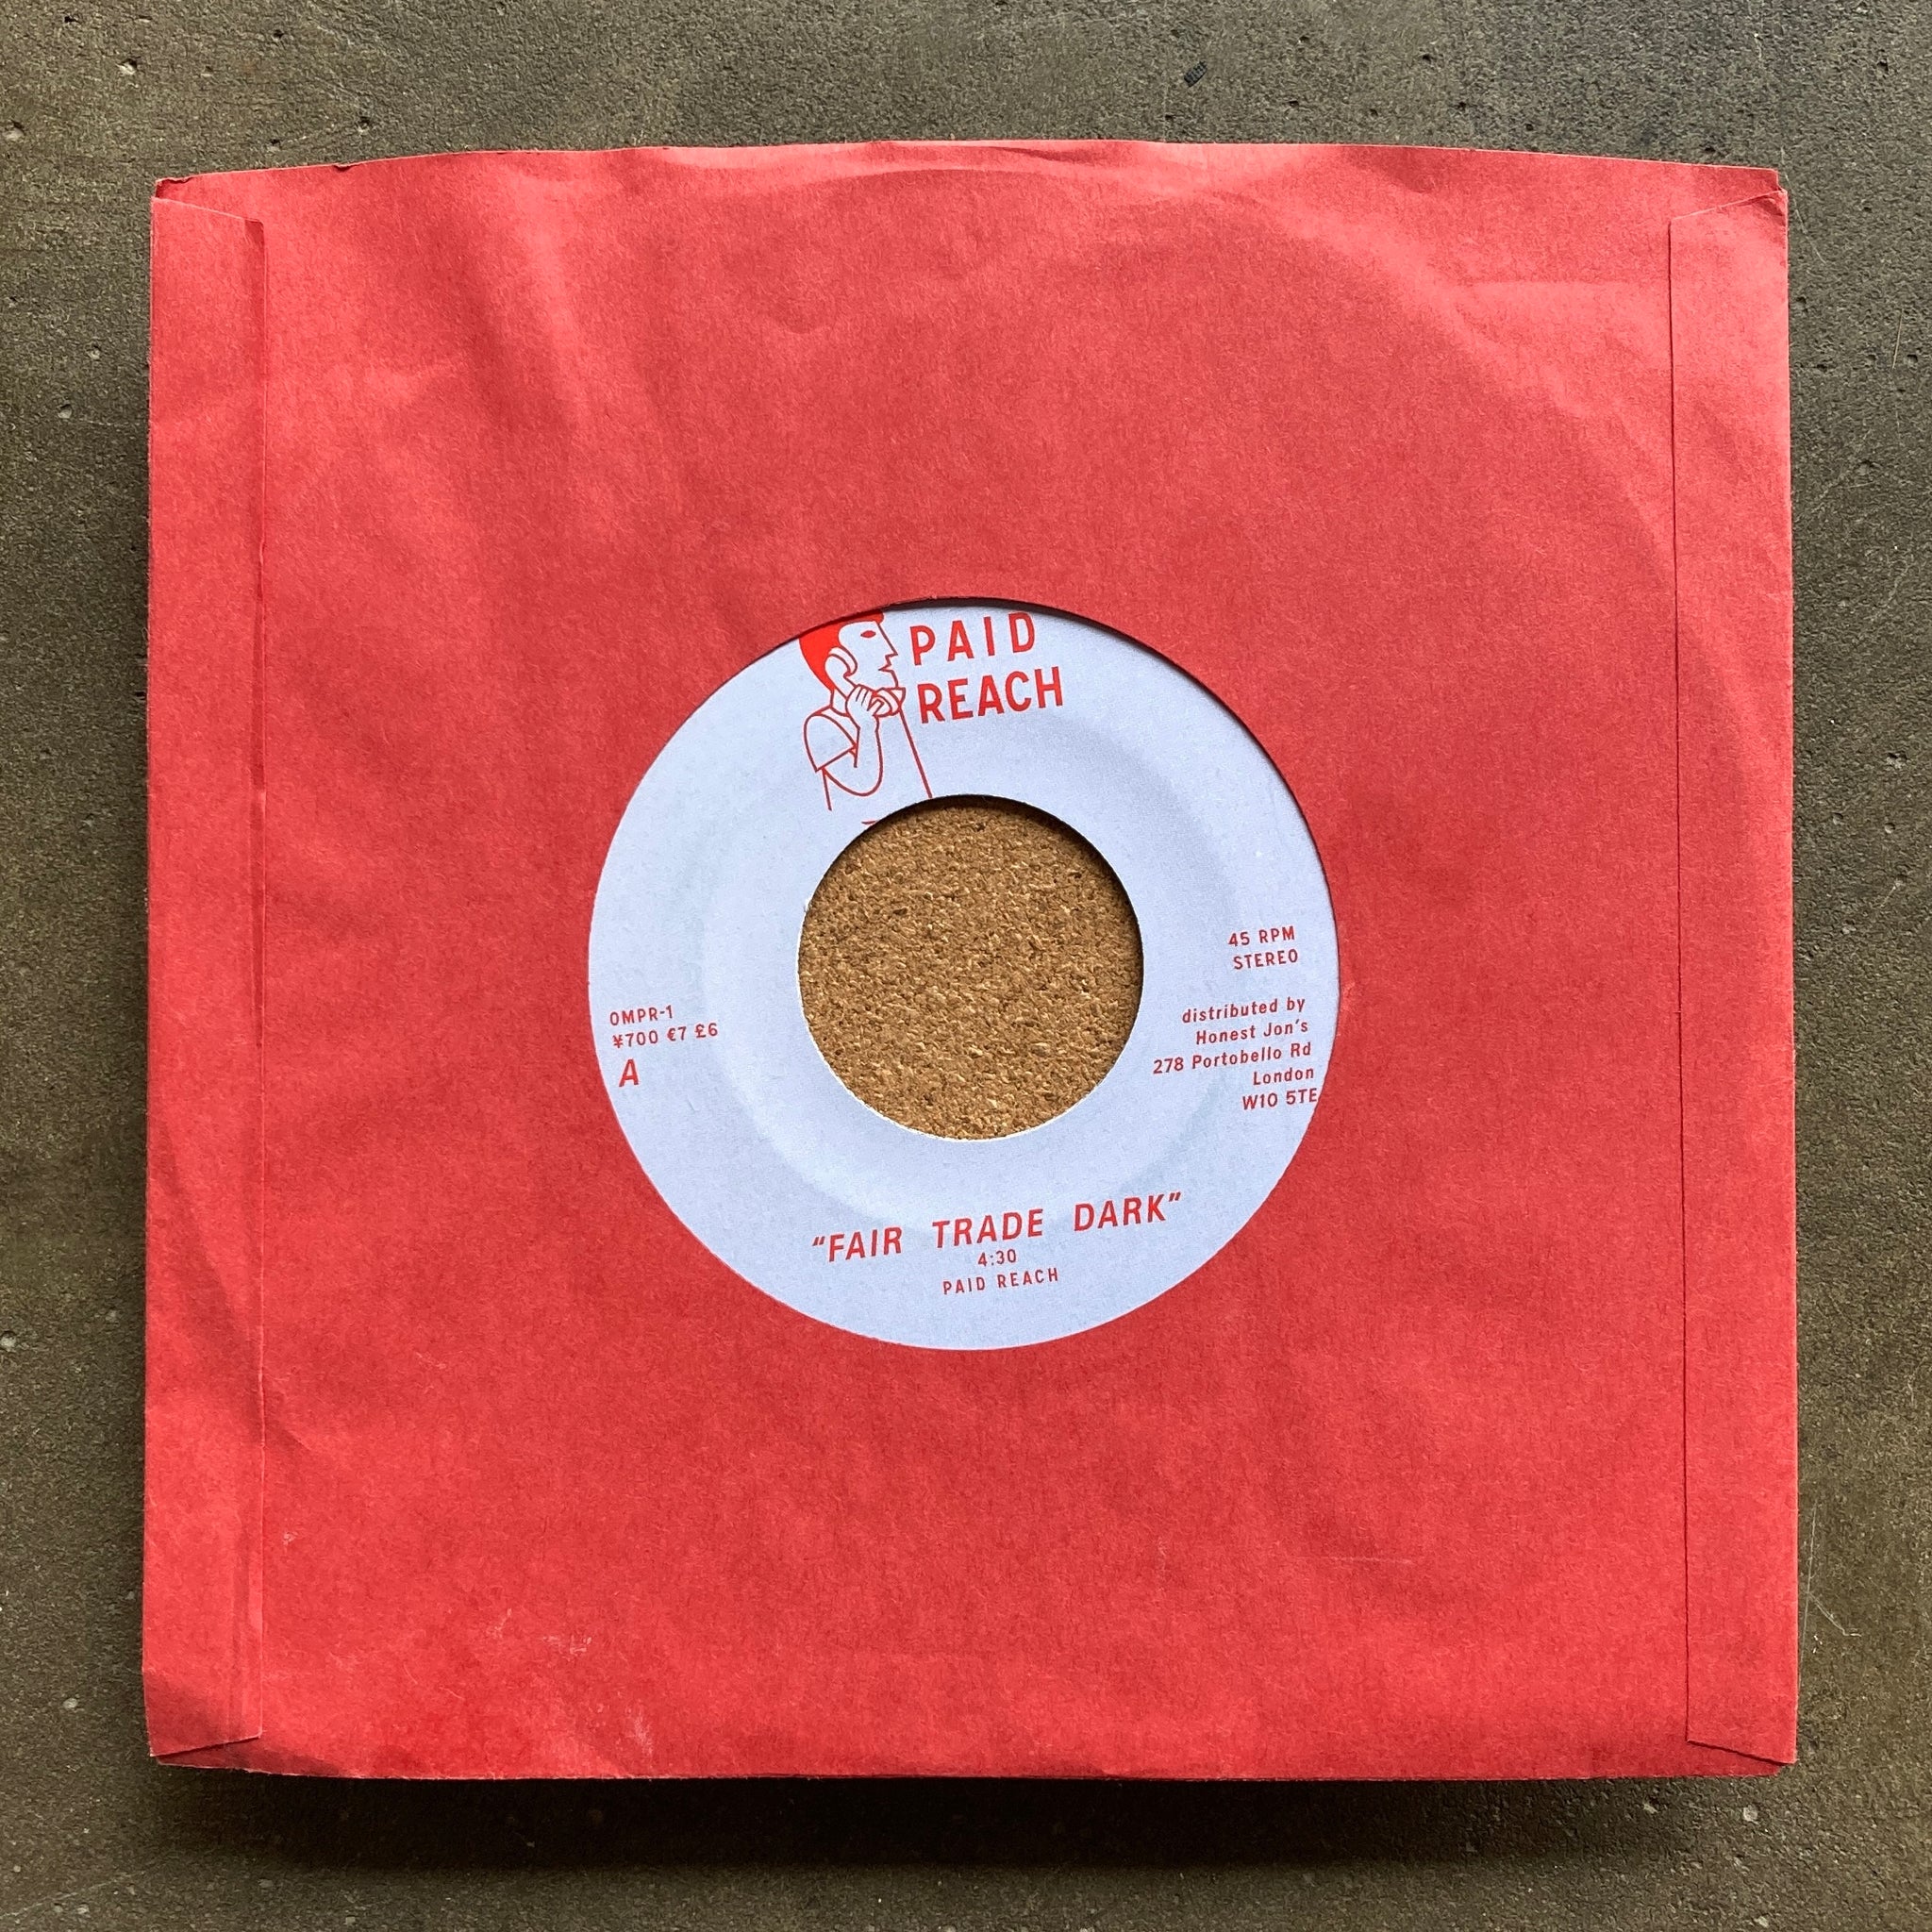 PAID
REACH
45 RPM
STEREO
OMPR-1
¥700 €7 £6
A
distributed by
Honest Jon's
278 Portobello Rd
London
W10 5TE
"FAIR TRADE DARK"
4:30
PAID REACH